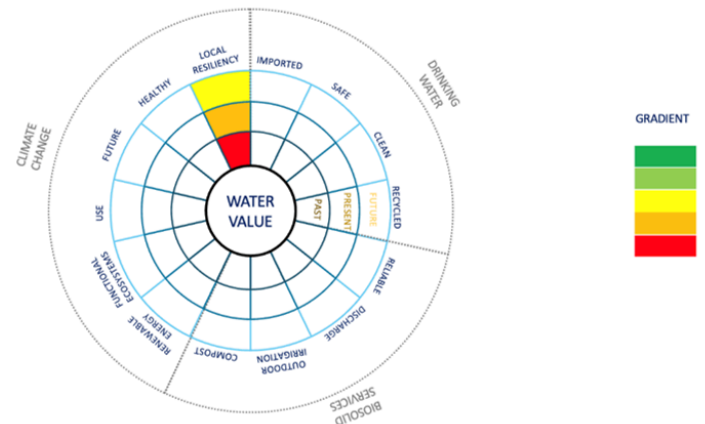 LOCAL
RESILIENCY
IMPORTED
SAFE
CLEAN
RECYCLED
RELIABLE
DISCHARGE
OUTDOOR
IRRIGATION
COMPOST
RENEWABLE
ENERGY
FUNCTIONAL
ECOSYSTEMS
USE
FUTURE
HEALTHY
DRINKING
WATER
BIOSOLID
SERVICES
CLIMATE
CHANGE
WATER
VALUE
PAST
PRESENT
FUTURE
GRADIENT